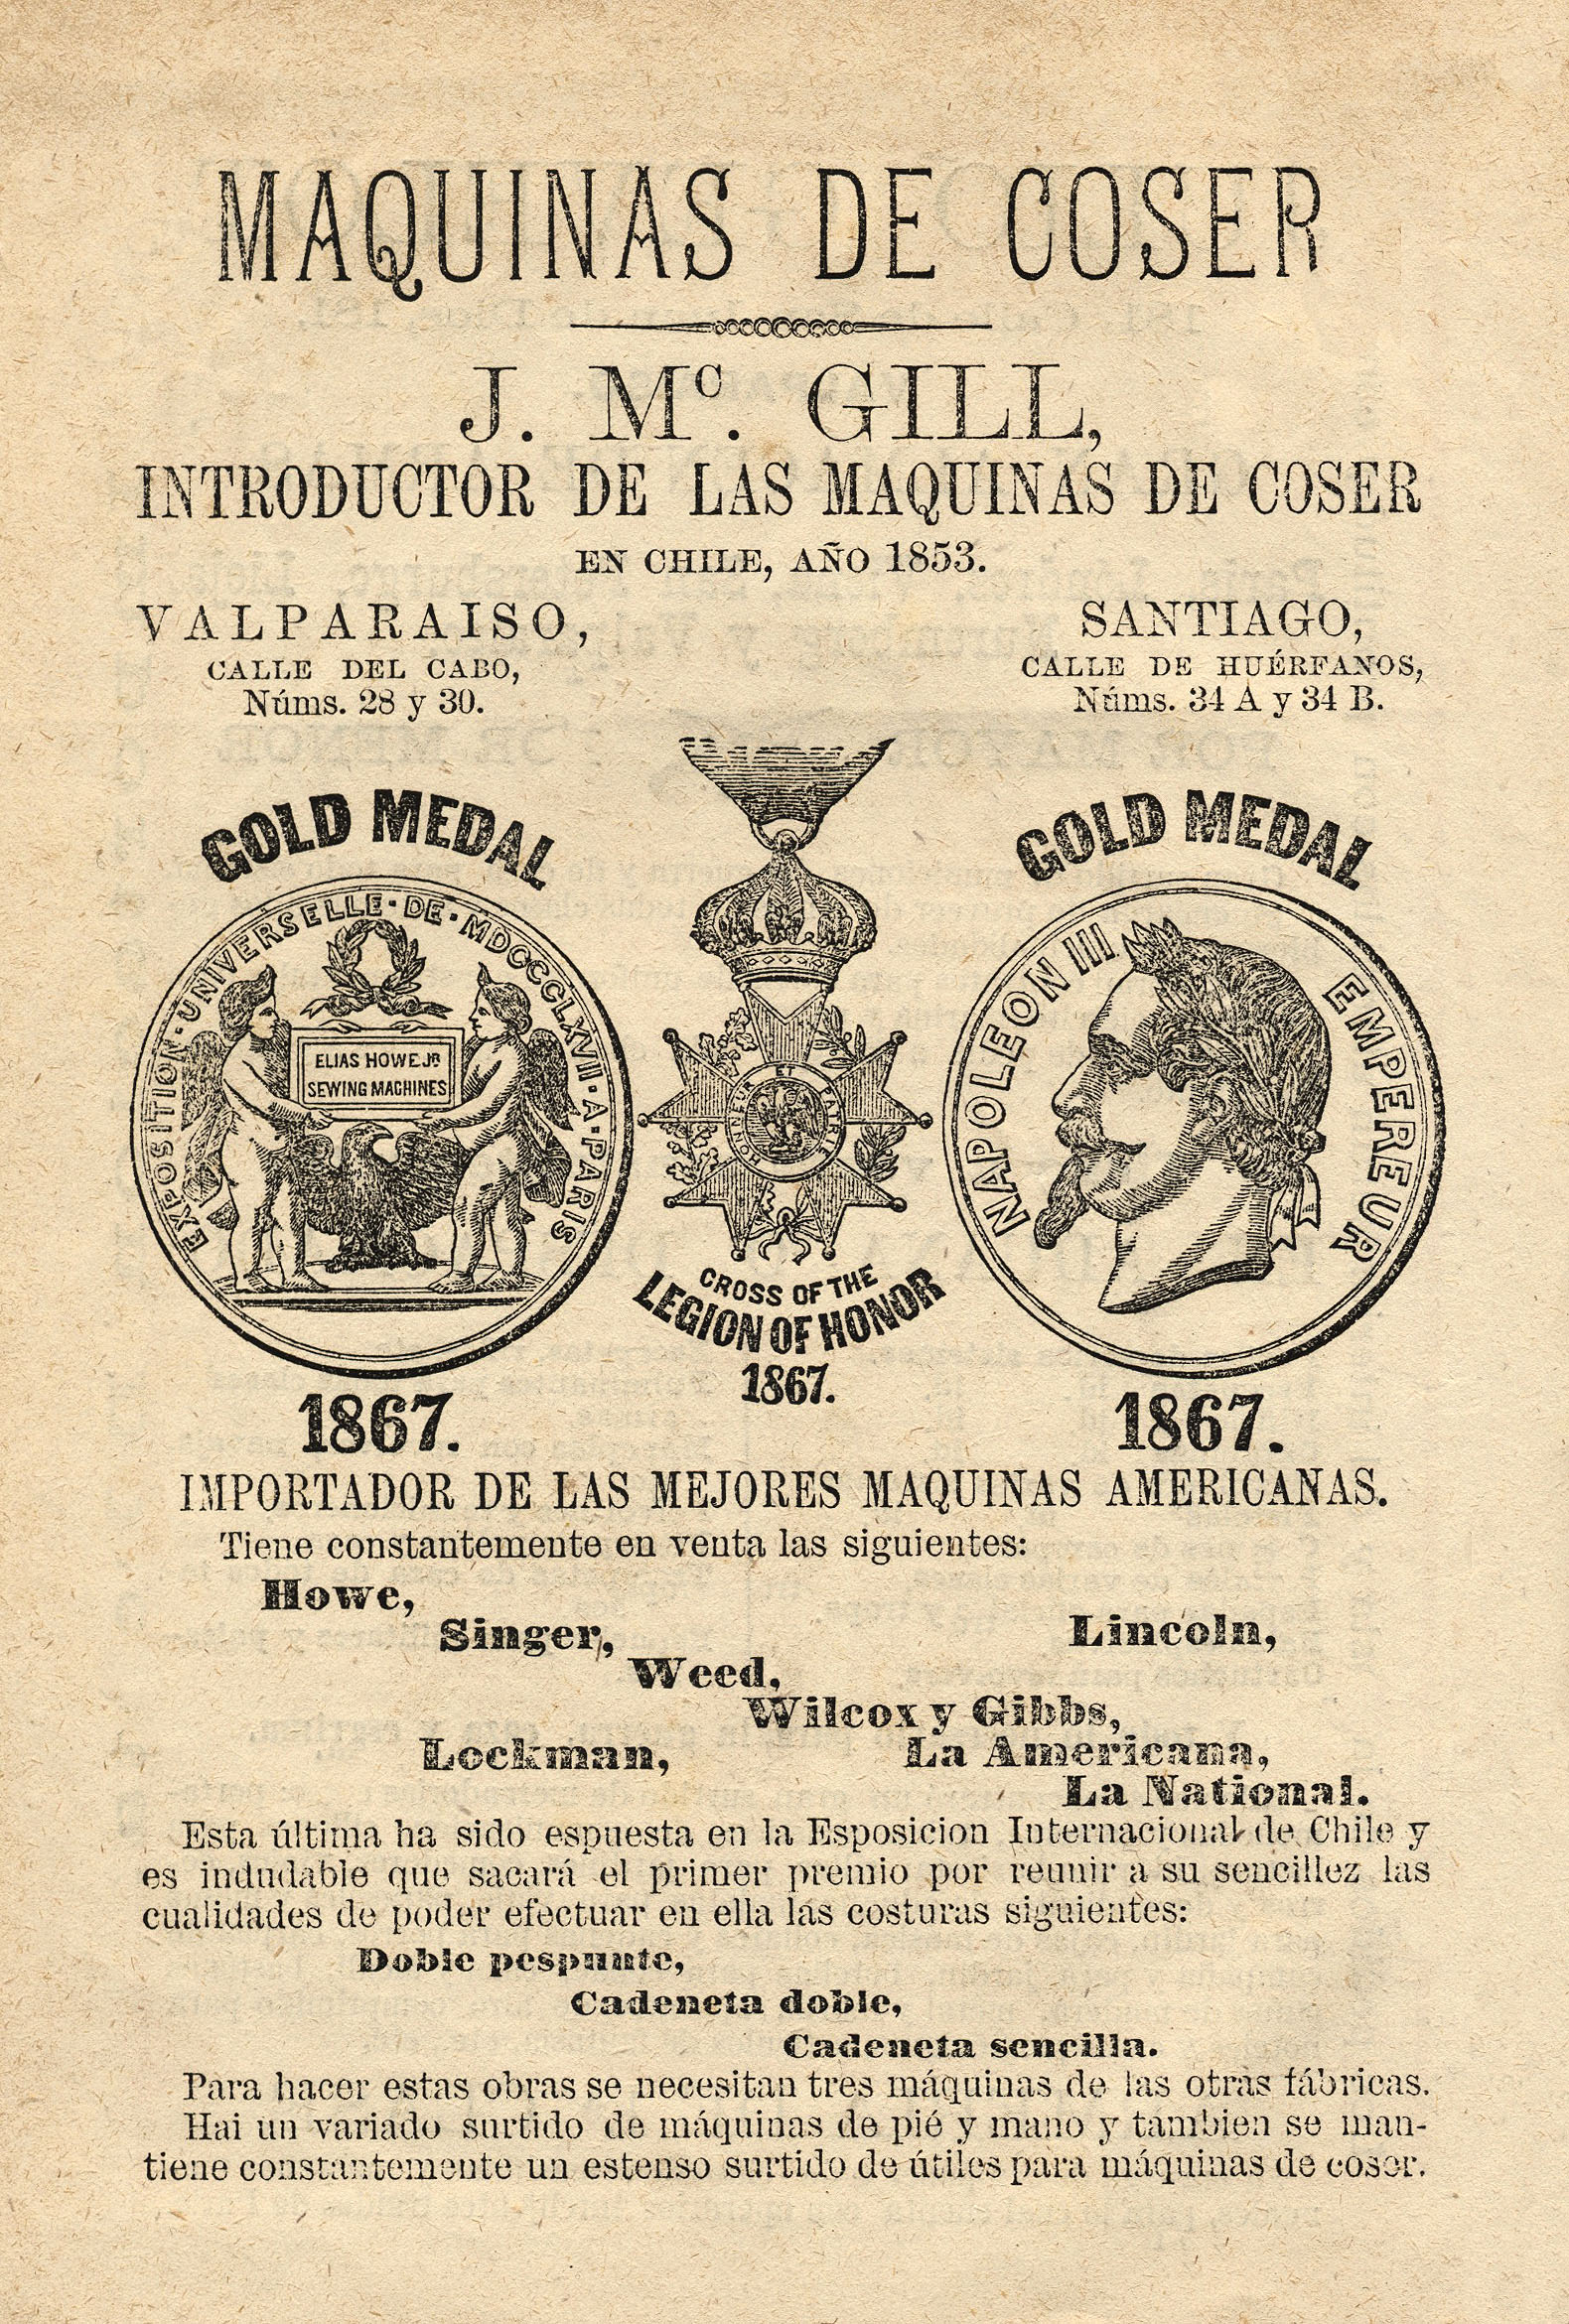 MAQUINAS DE COSER
J. Mc. GILL,
INTRODUCTOR DE LAS MAQUINAS DE COSER
EN CHILE, AÑO 1853.
VALPARAISO,
CALLE DEL CABO,
Núms. 28 y 30.
SANTIAGO,
CALLE DE HUÉRFANOS,
Núms. 34 A y 34 B.
GOLD MEDAL
EXPOSITION·UNIVERSELLE·DE·MDCCCLXVII·A·PARIS
ELIAS HOWE JR
SEWING MACHINES
1867.
HONNEUR ET PATRIE
CROSS OF THE
LEGION OF HONOR
1867.
GOLD MEDAL
NAPOLEON III EMPEREUR
1867.
IMPORTADOR DE LAS MEJORES MAQUINAS AMERICANAS.
Tiene constantemente en venta las siguientes:
Howe,
Singer, Lincoln,
Weed,
Wilcox y Gibbs,
Lockman, La Americana,
La National.
Esta última ha sido espuesta en la Esposicion Internacional de Chile y
es indudable que sacará el primer premio por reunir a su sencillez las
cualidades de poder efectuar en ella las costuras siguientes:
Doble pespunte,
Cadeneta doble,
Cadeneta sencilla.
Para hacer estas obras se necesitan tres máquinas de las otras fábricas.
Hai un variado surtido de máquinas de pié y mano y tambien se man-
tiene constantemente un estenso surtido de útiles para máquinas de coser.